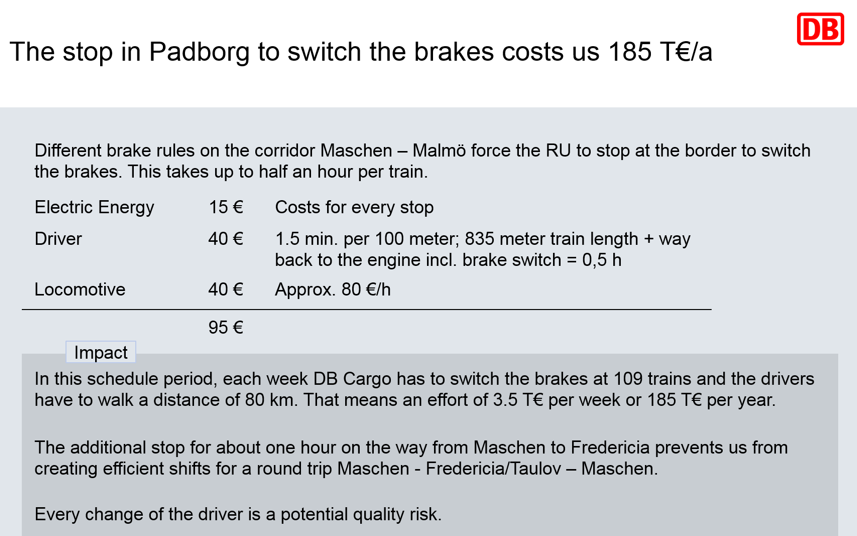 DB
The stop in Padborg to switch the brakes costs us 185 T€/a
Different brake rules on the corridor Maschen – Malmö force the RU to stop at the border to switch
the brakes. This takes up to half an hour per train.
Electric Energy 15 € Costs for every stop
Driver 40 € 1.5 min. per 100 meter; 835 meter train length + way
back to the engine incl. brake switch = 0,5 h
Locomotive 40 € Approx. 80 €/h
95 €
Impact
In this schedule period, each week DB Cargo has to switch the brakes at 109 trains and the drivers
have to walk a distance of 80 km. That means an effort of 3.5 T€ per week or 185 T€ per year.
The additional stop for about one hour on the way from Maschen to Fredericia prevents us from
creating efficient shifts for a round trip Maschen - Fredericia/Taulov – Maschen.
Every change of the driver is a potential quality risk.